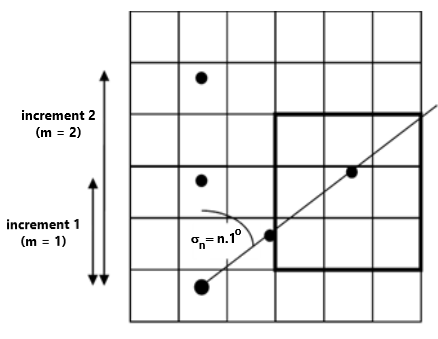 increment 2
(m = 2)
increment 1
(m = 1)
σn = n.1°